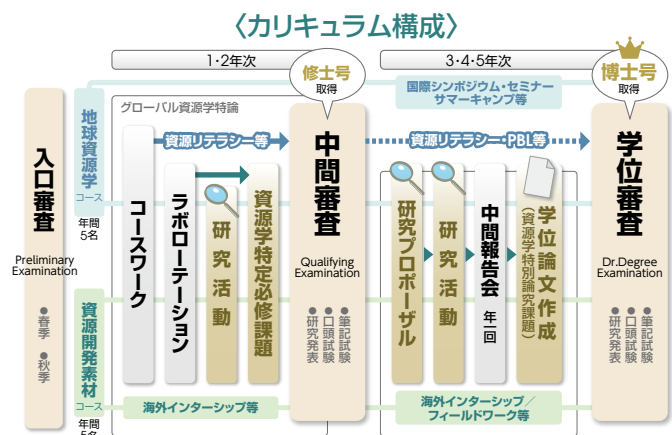 〈カリキュラム構成〉
1・2年次
3・4・5年次
修士号
取得
博士号
取得
国際シンポジウム・セミナー
サマーキャンプ等
グローバル資源学特論
資源リテラシー等
資源リテラシー・PBL等
入口審査
Preliminary
Examination
●春季
●秋季
地球資源学
コース
年間
5名
資源開発素材
コース
年間
5名
コースワーク
ラボローテーション
研究活動
資源学特定必修課題
中間審査
Qualifying
Examination
●筆記試験
●口頭試験
●研究発表
研究プロポーザル
研究活動
中間報告会 年一回
学位論文作成
(資源学特別論究課題)
学位審査
Dr.Degree
Examination
●筆記試験
●口頭試験
●研究発表
海外インターシップ等
海外インターシップ／
フィールドワーク等